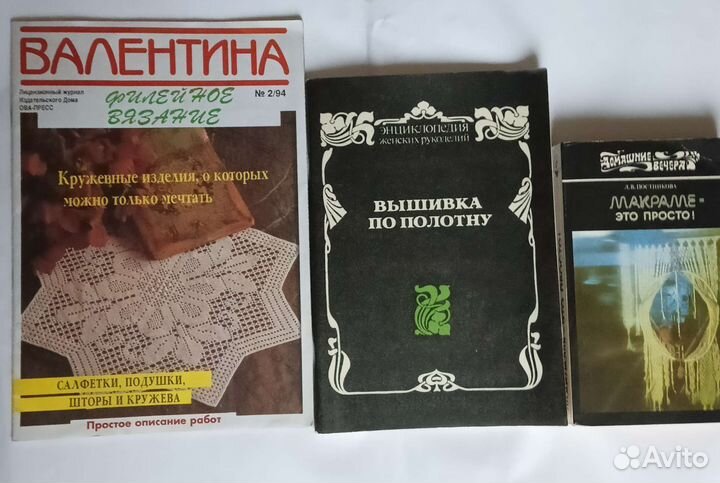 ВАЛЕНТИНА
Лицензионный журнал
Издательского Дома
ОВА-ПРЕСС
ФИЛЕЙНОЕ
ВЯЗАНИЕ
№ 2/94
Кружевные изделия, о которых
можно только мечтать
САЛФЕТКИ, ПОДУШКИ,
ШТОРЫ И КРУЖЕВА
Простое описание работ
ЭНЦИКЛОПЕДИЯ
женских рукоделий
ВЫШИВКА
ПО ПОЛОТНУ
Домашние
вечера
Л.В. ПОСТНИКОВА
МАКРАМЕ -
ЭТО ПРОСТО!
Avito